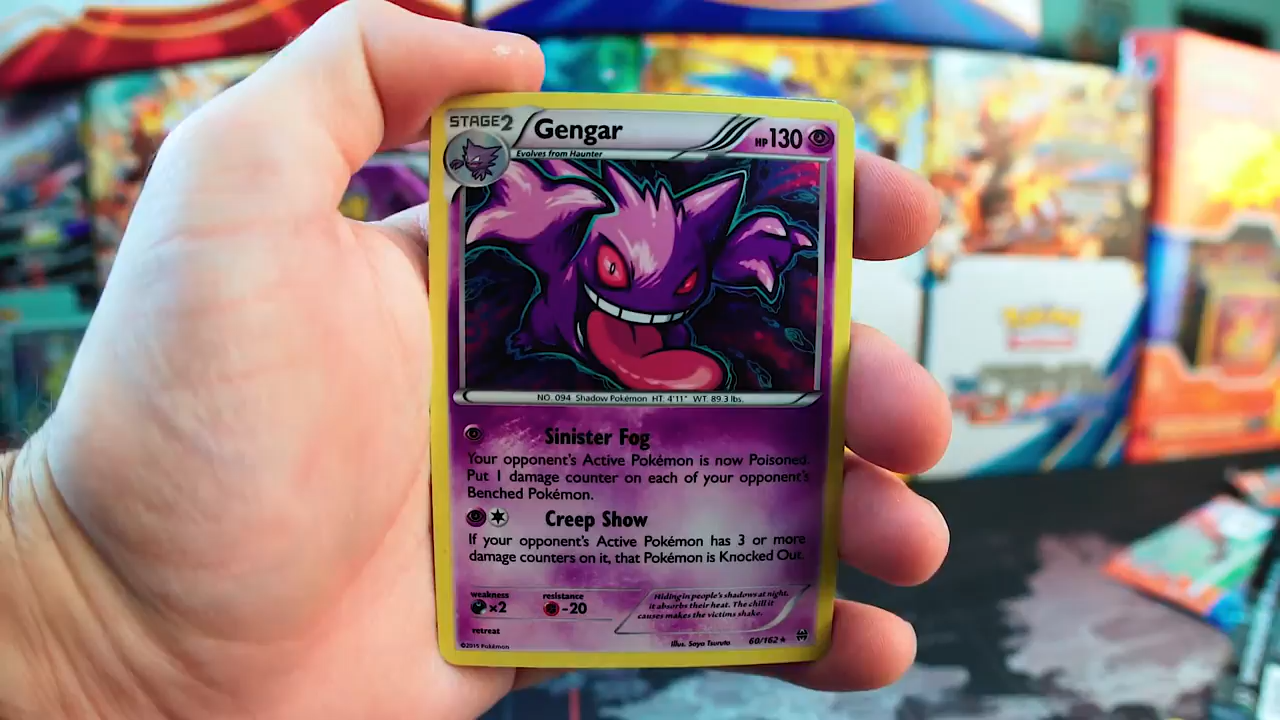 STAGE2 Gengar HP 130
Evolves from Haunter
NO. 094 Shadow Pokémon HT. 4'11" WT. 89.3 lbs.
Sinister Fog
Your opponent's Active Pokémon is now Poisoned.
Put 1 damage counter on each of your opponent's
Benched Pokémon.
Creep Show
If your opponent's Active Pokémon has 3 or more
damage counters on it, that Pokémon is Knocked Out.
weakness resistance
×2 -20
retreat
Hiding in people's shadows at night,
it absorbs their heat. The chill it
causes makes the victims shake.
©2015 Pokémon
Illus. Sayo Tsuruta
60/162
Pokémon